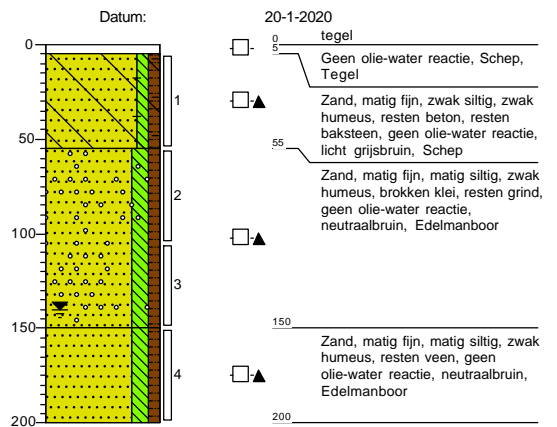 Datum: 20-1-2020
0
50
100
150
200
1
2
3
4
0
tegel
5
Geen olie-water reactie, Schep,
Tegel
Zand, matig fijn, zwak siltig, zwak
humeus, resten beton, resten
baksteen, geen olie-water reactie,
licht grijsbruin, Schep
55
Zand, matig fijn, matig siltig, zwak
humeus, brokken klei, resten grind,
geen olie-water reactie,
neutraalbruin, Edelmanboor
150
Zand, matig fijn, matig siltig, zwak
humeus, resten veen, geen
olie-water reactie, neutraalbruin,
Edelmanboor
200